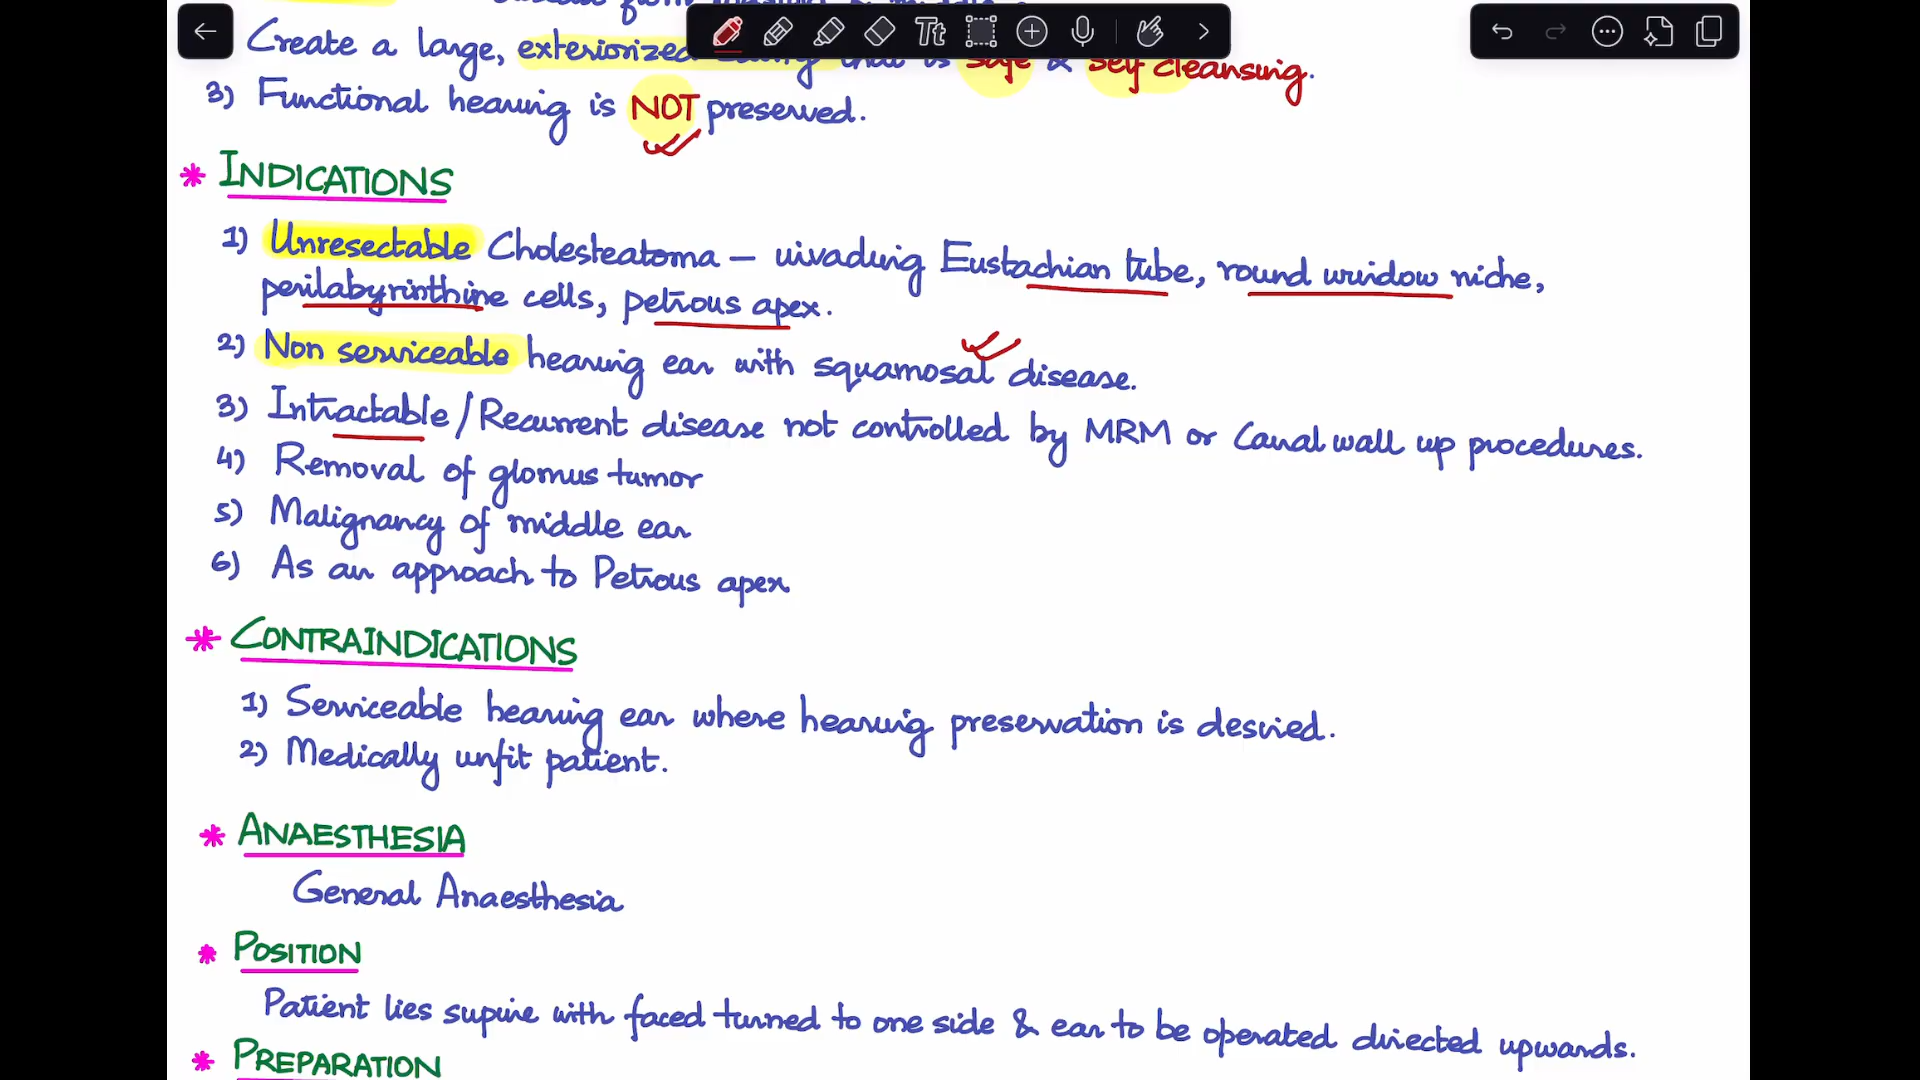 Create a large, exteriorized that is safe & self cleansing.
3) Functional hearing is NOT preserved.
* INDICATIONS
1) Unresectable Cholesteatoma – invading Eustachian tube, round window niche,
perilabyrinthine cells, petrous apex.
2) Non serviceable hearing ear with squamosal disease.
3) Intractable / Recurrent disease not controlled by MRM or Canal wall up procedures.
4) Removal of glomus tumor
5) Malignancy of middle ear
6) As an approach to Petrous apex
* CONTRAINDICATIONS
1) Serviceable hearing ear where hearing preservation is desired.
2) Medically unfit patient.
* ANAESTHESIA
General Anaesthesia
* POSITION
Patient lies supine with faced turned to one side & ear to be operated directed upwards.
* PREPARATION